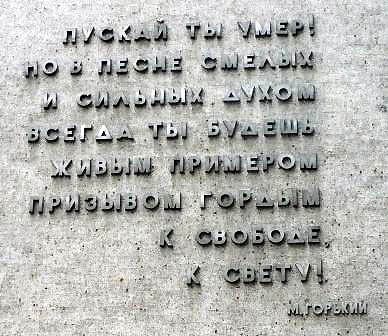 ПУСКАЙ ТЫ УМЕР!
НО В ПЕСНЕ СМЕЛЫХ
И СИЛЬНЫХ ДУХОМ
ВСЕГДА ТЫ БУДЕШЬ
ЖИВЫМ ПРИМЕРОМ
ПРИЗЫВОМ ГОРДЫМ
К СВОБОДЕ,
К СВЕТУ!
М.ГОРЬКИЙ